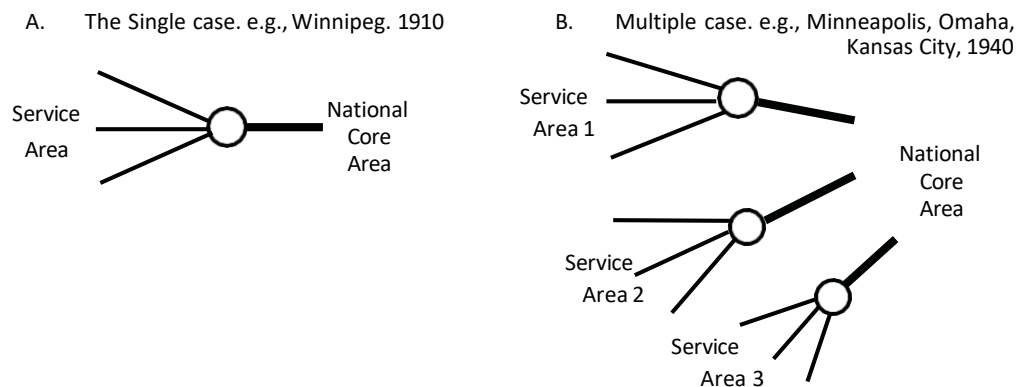 A. The Single case. e.g., Winnipeg. 1910
Service
Area
National
Core
Area
B. Multiple case. e.g., Minneapolis, Omaha,
Kansas City, 1940
Service
Area 1
National
Core
Area
Service
Area 2
Service
Area 3